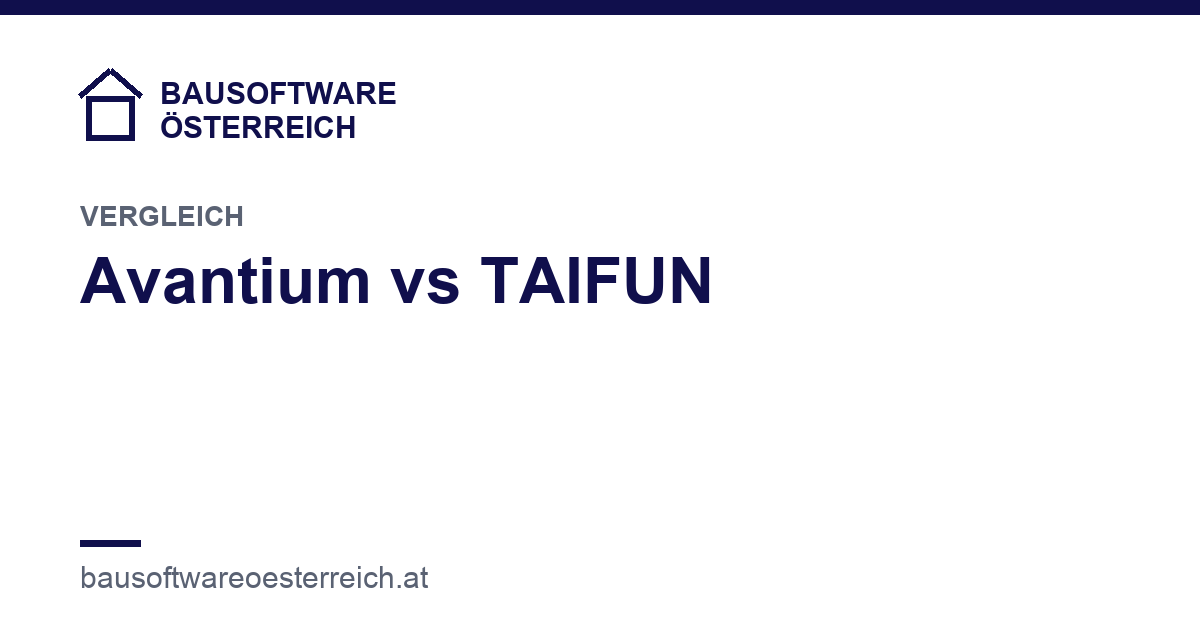 BAUSOFTWARE
ÖSTERREICH
VERGLEICH
Avantium vs TAIFUN
bausoftwareoesterreich.at